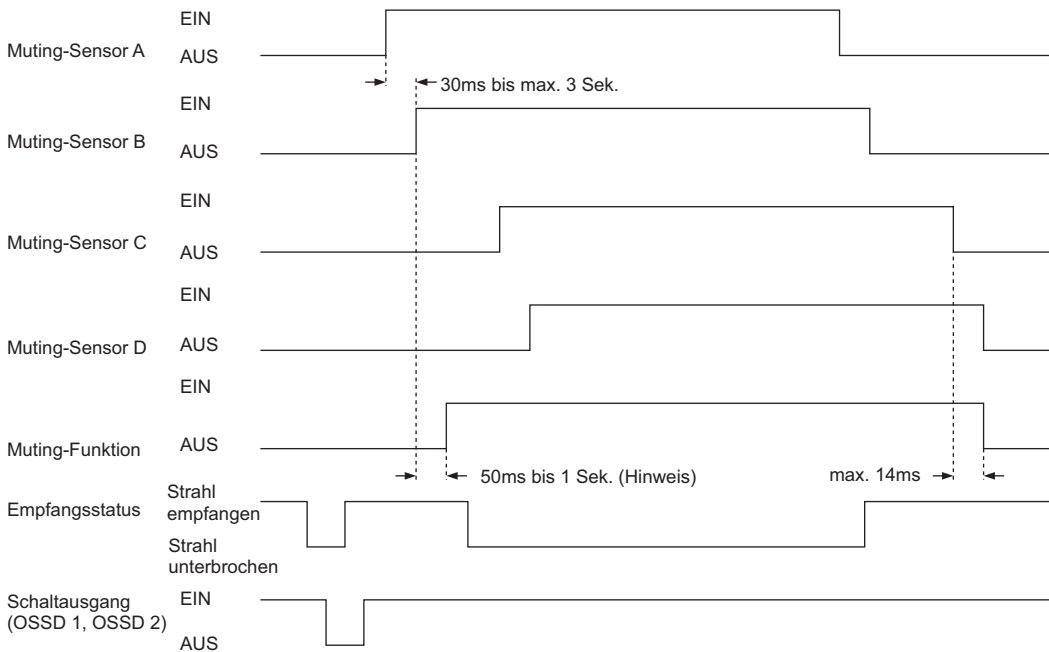 EIN
Muting-Sensor A
AUS
30ms bis max. 3 Sek.
EIN
Muting-Sensor B
AUS
EIN
Muting-Sensor C
AUS
EIN
Muting-Sensor D
AUS
EIN
Muting-Funktion
AUS
50ms bis 1 Sek. (Hinweis)
max. 14ms
Empfangsstatus
Strahl
empfangen
Strahl
unterbrochen
Schaltausgang
(OSSD 1, OSSD 2)
EIN
AUS